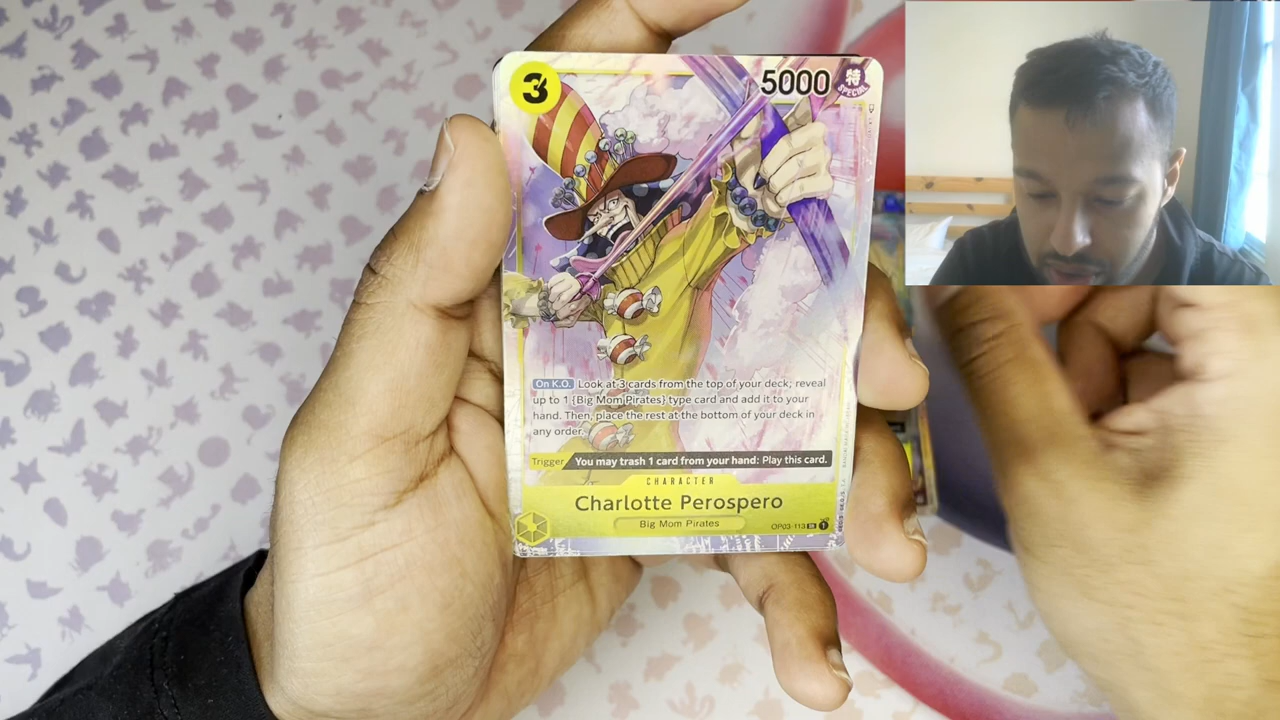 3
5000
特
SPECIAL
On K.O. Look at 3 cards from the top of your deck; reveal
up to 1 {Big Mom Pirates} type card and add it to your
hand. Then, place the rest at the bottom of your deck in
any order.
Trigger You may trash 1 card from your hand: Play this card.
CHARACTER
Charlotte Perospero
Big Mom Pirates
OP03-113 SR 1